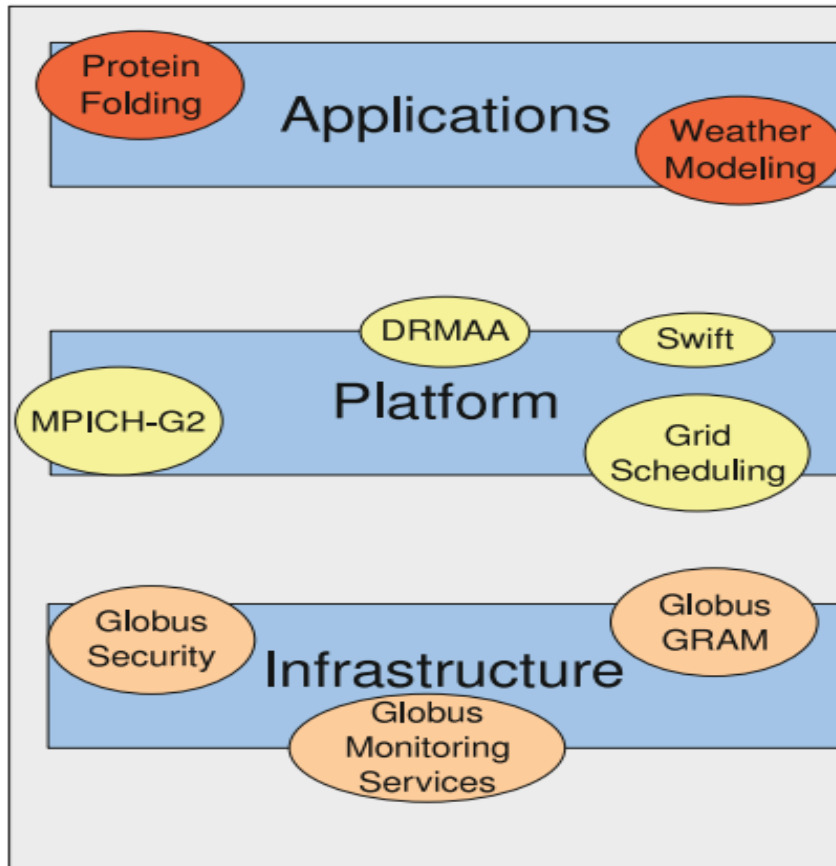 Protein
Folding
Applications
Weather
Modeling
DRMAA
Swift
Platform
MPICH-G2
Grid
Scheduling
Globus
Security
Globus
GRAM
Infrastructure
Globus
Monitoring
Services